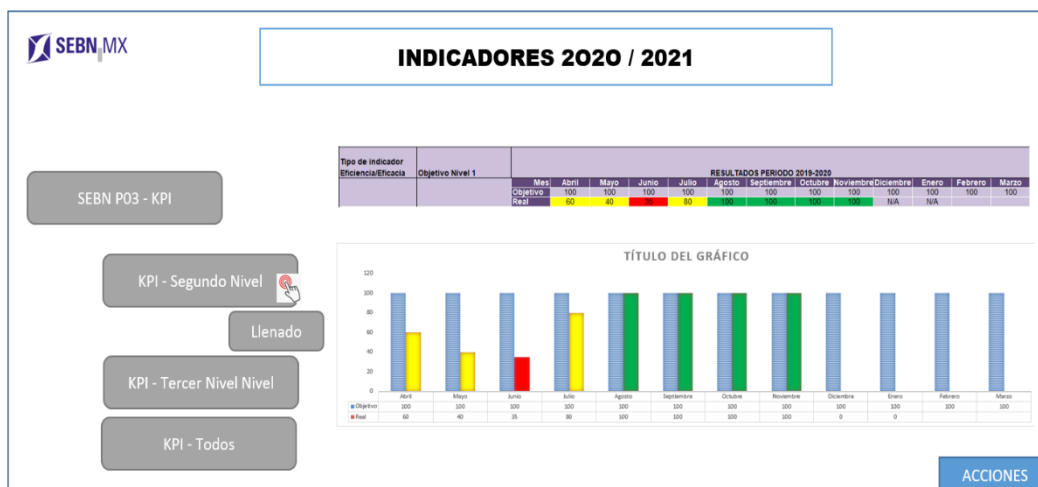 SEBN MX
INDICADORES 2020 / 2021
Tipo de indicador
Eficiencia/Eficacia Objetivo Nivel 1 RESULTADOS PERIODO 2019-2020
Mes Abril Mayo Junio Julio Agosto Septiembre Octubre Noviembre Diciembre Enero Febrero Marzo
Objetivo 100 100 100 100 100 100 100 100 100 100 100 100
Real 60 40 35 80 100 100 100 100 N/A N/A
SEBN P03 - KPI
KPI - Segundo Nivel
Llenado
KPI - Tercer Nivel Nivel
KPI - Todos
TÍTULO DEL GRÁFICO
120
100
80
60
40
20
0
Abril Mayo Junio Julio Agosto Septiembre Octubre Noviembre Diciembre Enero Febrero Marzo
Objetivo 100 100 100 100 100 100 100 100 100 100 100 100
Real 60 40 35 80 100 100 100 100 0 0
ACCIONES